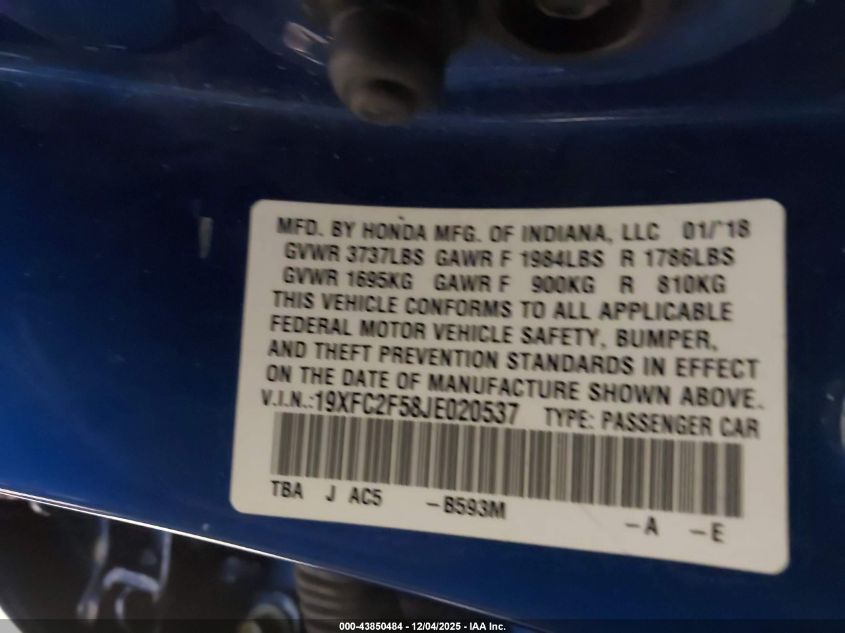 MFD. BY HONDA MFG. OF INDIANA, LLC 01/'18
GVWR 3737LBS GAWR F 1984LBS R 1786LBS
GVWR 1695KG GAWR F 900KG R 810KG
THIS VEHICLE CONFORMS TO ALL APPLICABLE
FEDERAL MOTOR VEHICLE SAFETY, BUMPER,
AND THEFT PREVENTION STANDARDS IN EFFECT
ON THE DATE OF MANUFACTURE SHOWN ABOVE.
V.I.N.:19XFC2F58JE020537 TYPE: PASSENGER CAR
TBA J AC5 -B593M -A -E
000-43850484 - 12/04/2025 - IAA Inc.